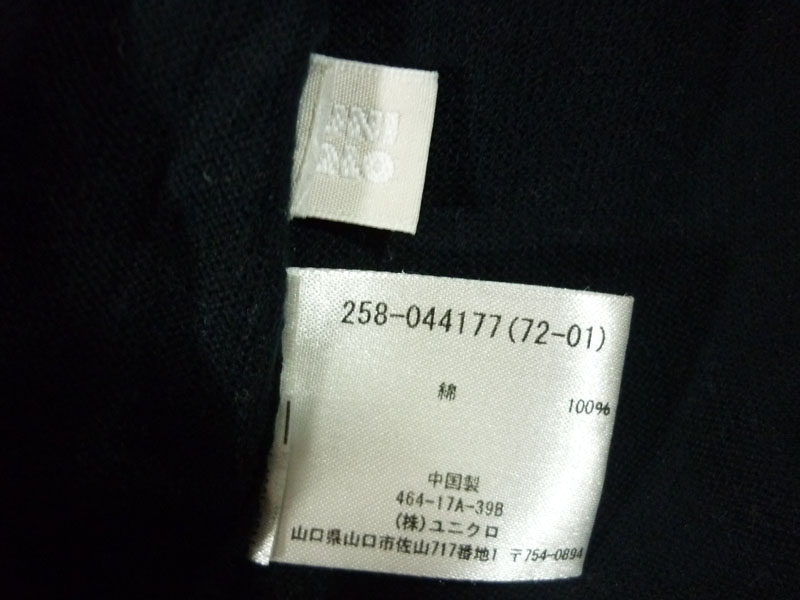 258-044177(72-01)
綿 100%
中国製
464-17A-39B
(株)ユニクロ
山口県山口市佐山717番地1 〒754-0894